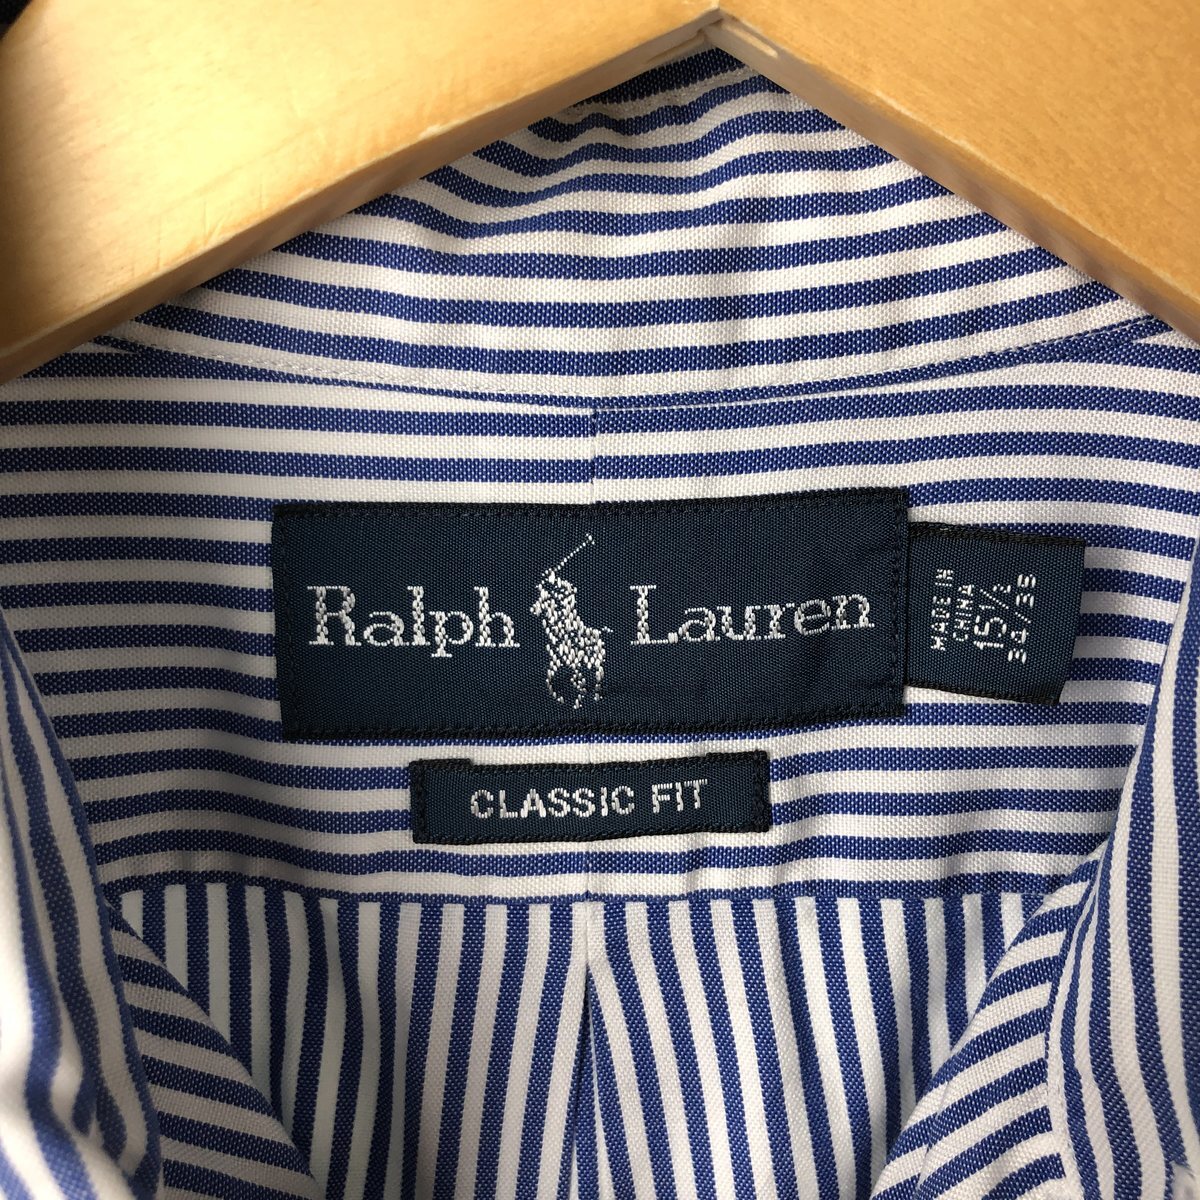 Ralph Lauren
CLASSIC FIT
MADE IN
CHINA
15½
34/35